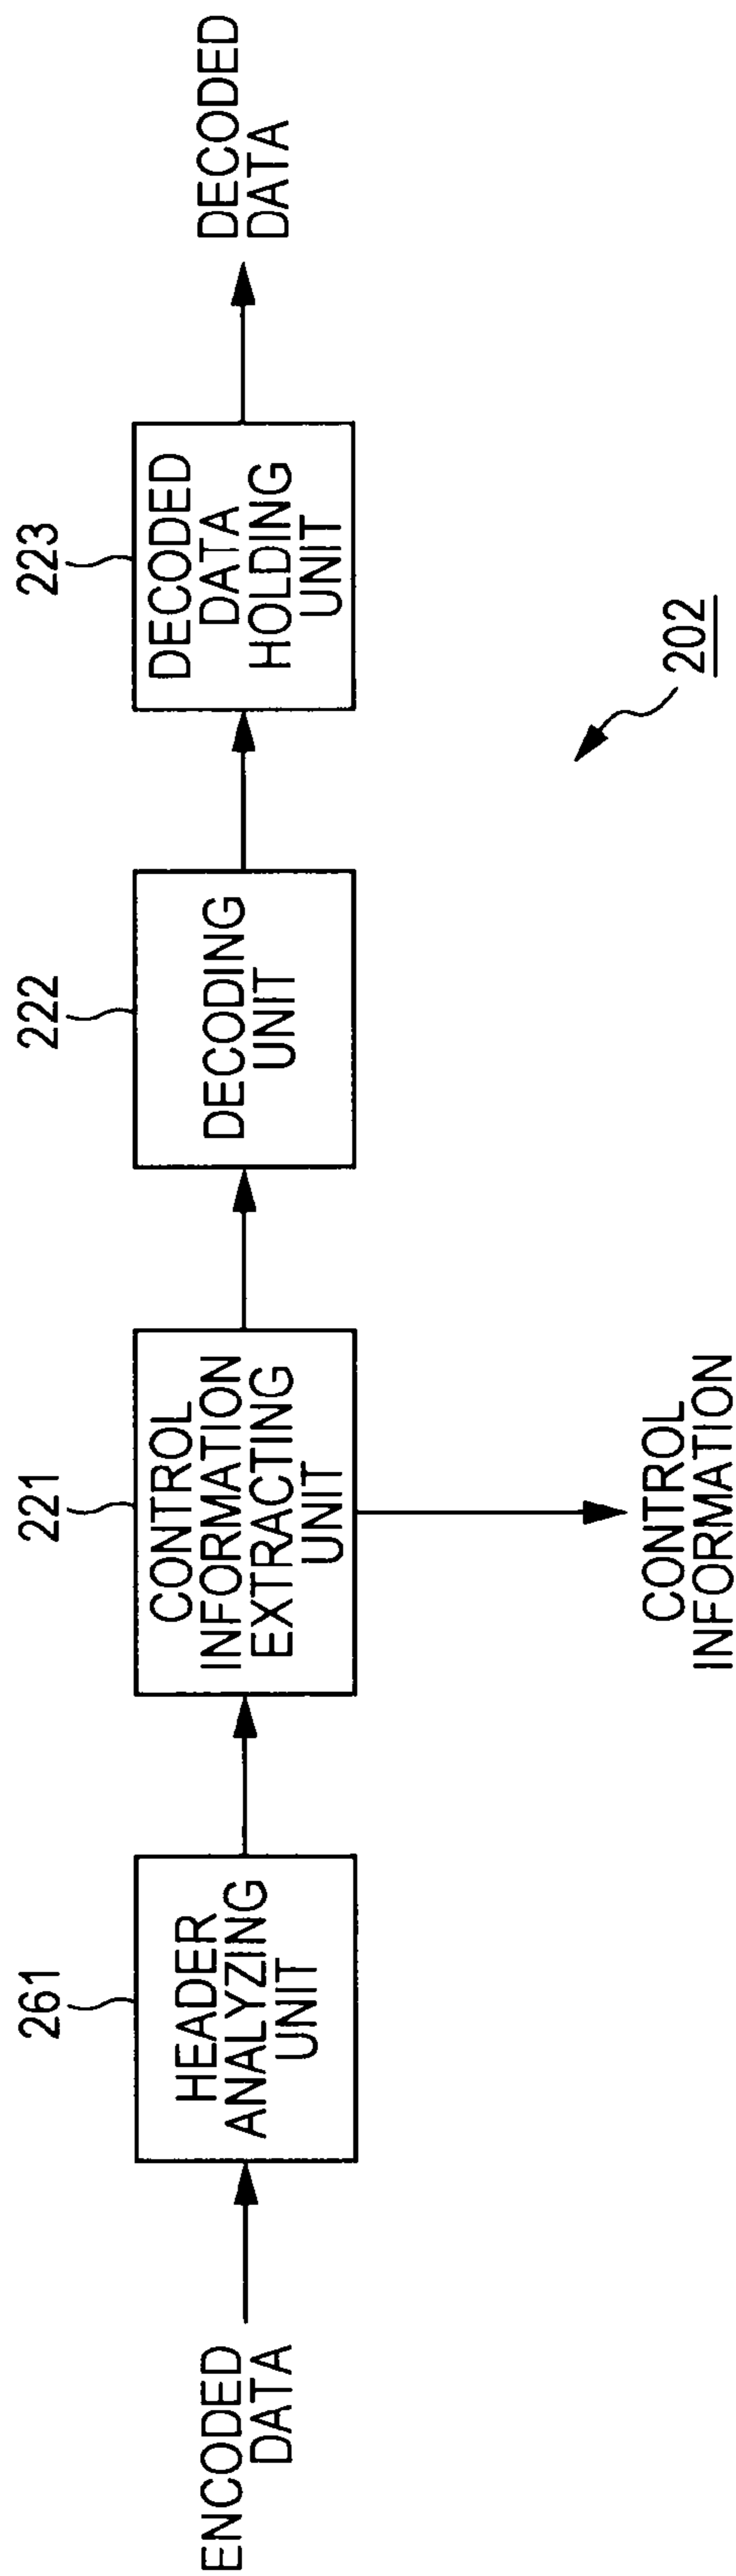 ENCODED
DATA
261
HEADER
ANALYZING
UNIT
221
CONTROL
INFORMATION
EXTRACTING
UNIT
CONTROL
INFORMATION
222
DECODING
UNIT
223
DECODED
DATA
HOLDING
UNIT
DECODED
DATA
202